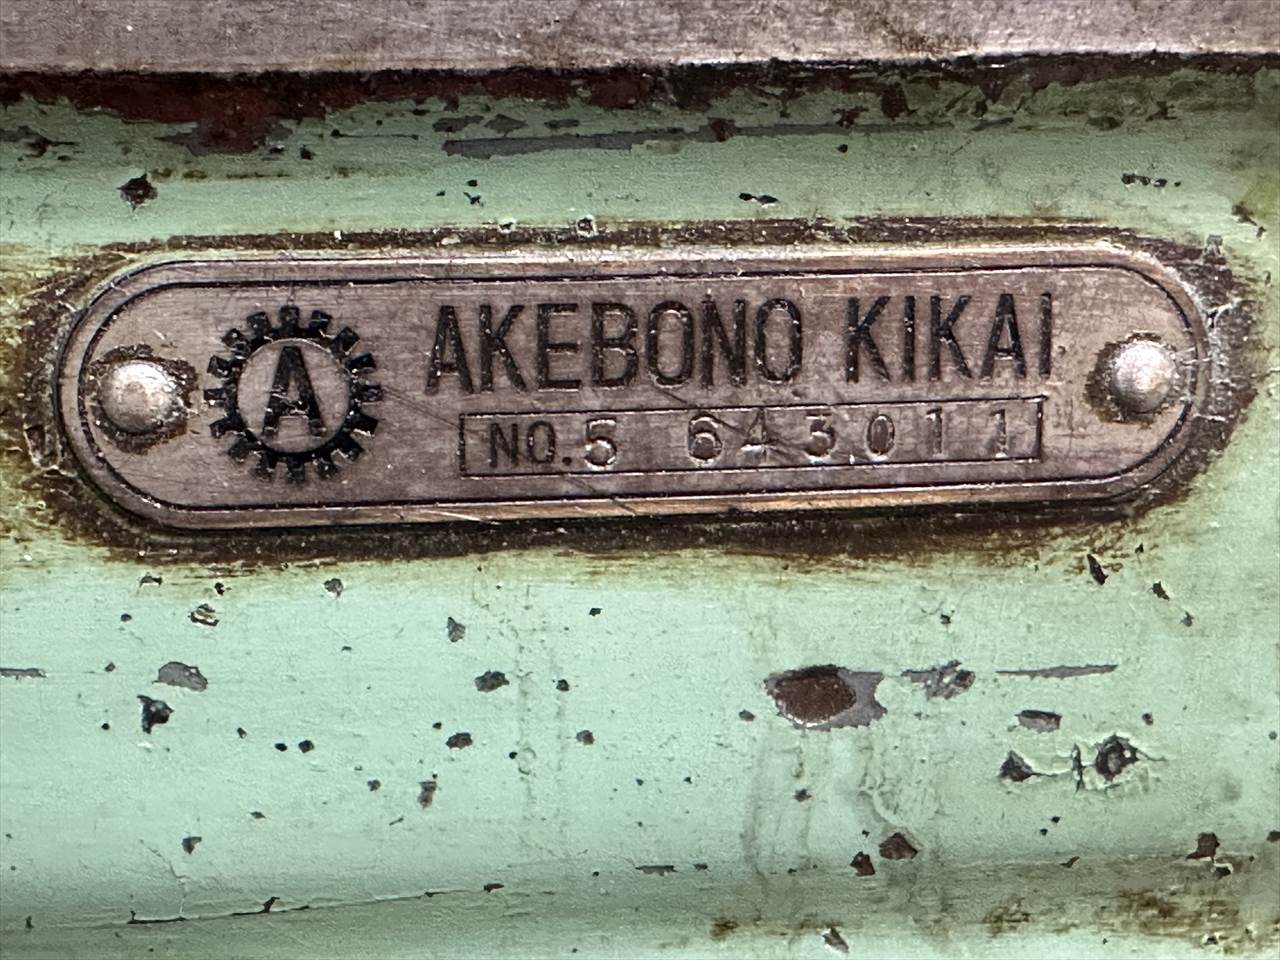 A
AKEBONO KIKAI
NO. 5 643011